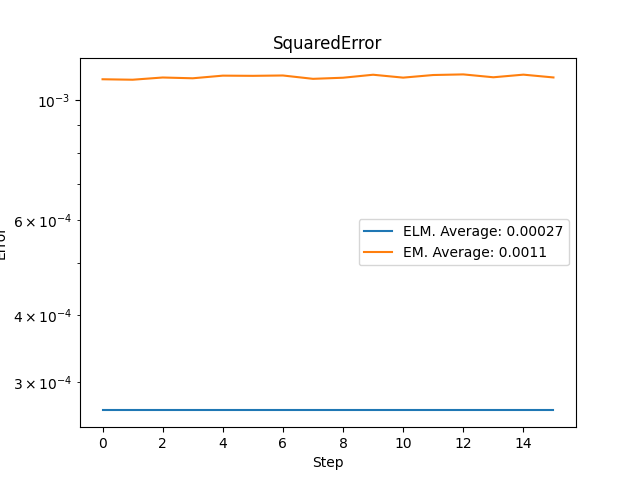 SquaredError
10⁻³
6 × 10⁻⁴
4 × 10⁻⁴
3 × 10⁻⁴
Error
ELM. Average: 0.00027
EM. Average: 0.0011
0 2 4 6 8 10 12 14
Step